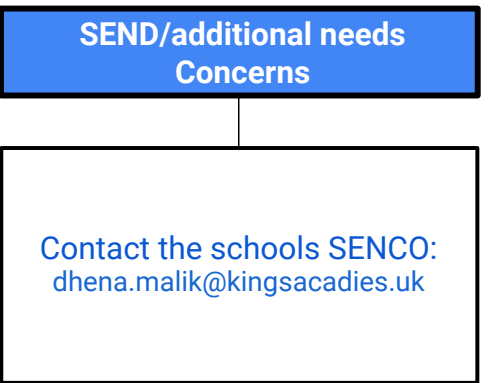 SEND/additional needs
Concerns
Contact the schools SENCO:
dhena.malik@kingsacadies.uk